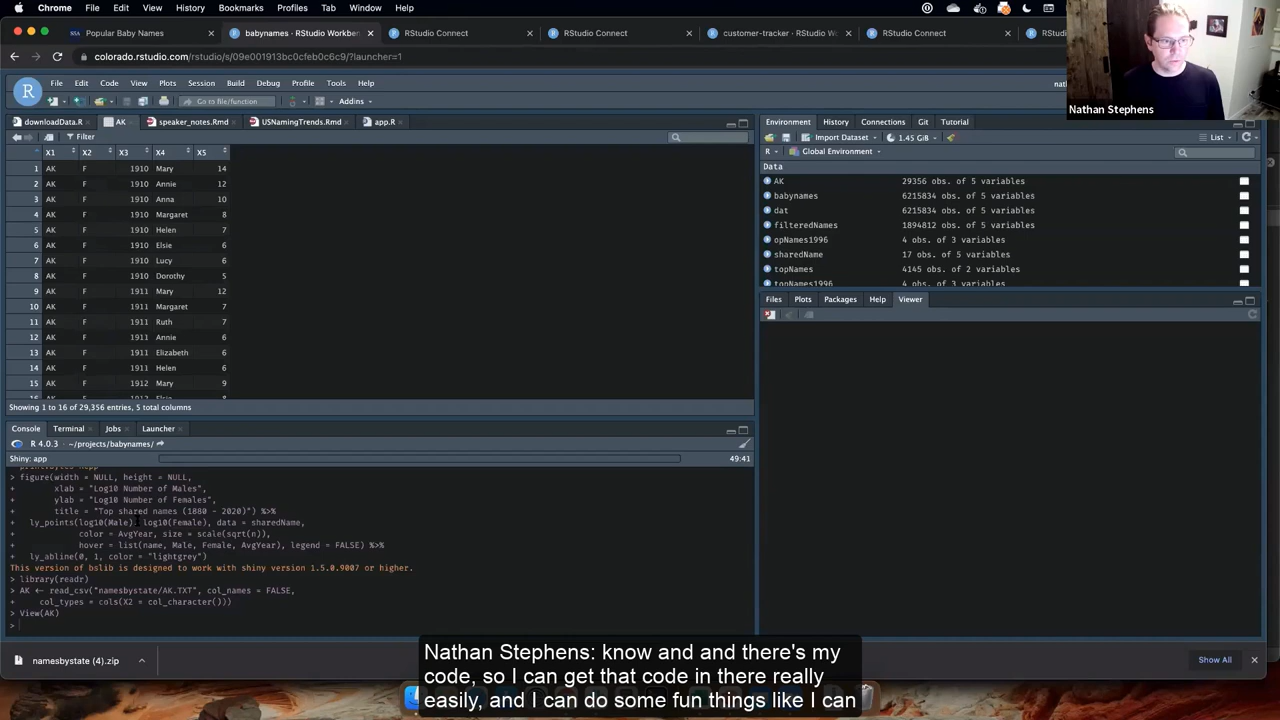 Chrome File Edit View History Bookmarks Profiles Tab Window Help
Popular Baby Names
babynames - RStudio Workben
RStudio Connect
RStudio Connect
customer-tracker - RStudio W
RStudio Connect
colorado.rstudio.com/rstudio/s/09e001913bc0cfeb0c6c9/?launcher=1
Nathan Stephens
R File Edit Code View Plots Session Build Debug Profile Tools Help
Go to file/function Addins
downloadData.R AK speaker_notes.Rmd USNamingTrends.Rmd app.R
Filter
X1 X2 X3 X4 X5
1 AK F 1910 Mary 14
2 AK F 1910 Annie 12
3 AK F 1910 Anna 10
4 AK F 1910 Margaret 8
5 AK F 1910 Helen 7
6 AK F 1910 Elsie 6
7 AK F 1910 Lucy 6
8 AK F 1910 Dorothy 5
9 AK F 1911 Mary 12
10 AK F 1911 Margaret 7
11 AK F 1911 Ruth 7
12 AK F 1911 Annie 6
13 AK F 1911 Elizabeth 6
14 AK F 1911 Helen 6
15 AK F 1912 Mary 9
Showing 1 to 16 of 29,356 entries, 5 total columns
Environment History Connections Git Tutorial
Import Dataset 1.45 GiB List
R Global Environment
Data
AK 29356 obs. of 5 variables
babynames 6215834 obs. of 5 variables
dat 6215834 obs. of 5 variables
filteredNames 1894812 obs. of 5 variables
opNames1996 4 obs. of 3 variables
sharedName 17 obs. of 5 variables
topNames 4145 obs. of 2 variables
topNames1996 4 obs. of 3 variables
Files Plots Packages Help Viewer
Console Terminal Jobs Launcher
R 4.0.3 · ~/projects/babynames/
Shiny: app 49:41
> figure(width = NULL, height = NULL,
+ xlab = "Log10 Number of Males",
+ ylab = "Log10 Number of Females",
+ title = "Top shared names (1880 - 2020)") %>%
+ ly_points(log10(Male), log10(Female), data = sharedName,
+ color = AvgYear, size = scale(sqrt(n)),
+ hover = list(name, Male, Female, AvgYear), legend = FALSE) %>%
+ ly_abline(0, 1, color = "lightgrey")
This version of bslib is designed to work with shiny version 1.5.0.9007 or higher.
> library(readr)
> AK <- read_csv("namesbystate/AK.TXT", col_names = FALSE,
+ col_types = cols(X2 = col_character()))
> View(AK)
>
namesbystate (4).zip
Show All
Nathan Stephens: know and and there's my
code, so I can get that code in there really
easily, and I can do some fun things like I can